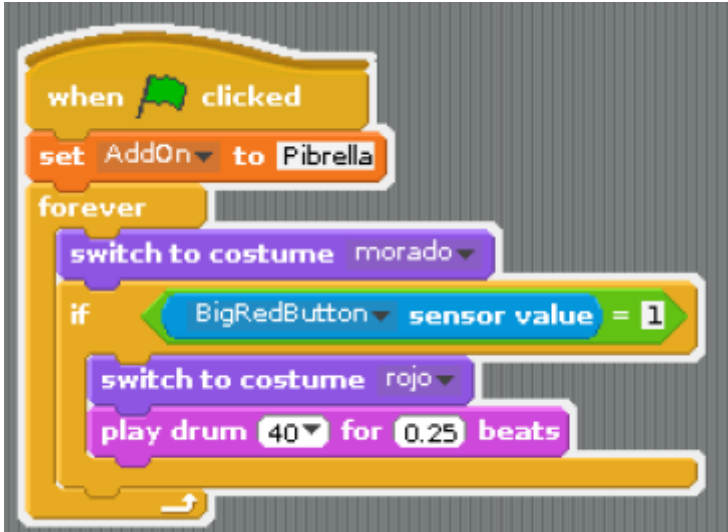 when clicked
set AddOn to Pibrella
forever
switch to costume morado
if BigRedButton sensor value = 1
switch to costume rojo
play drum 40 for 0.25 beats